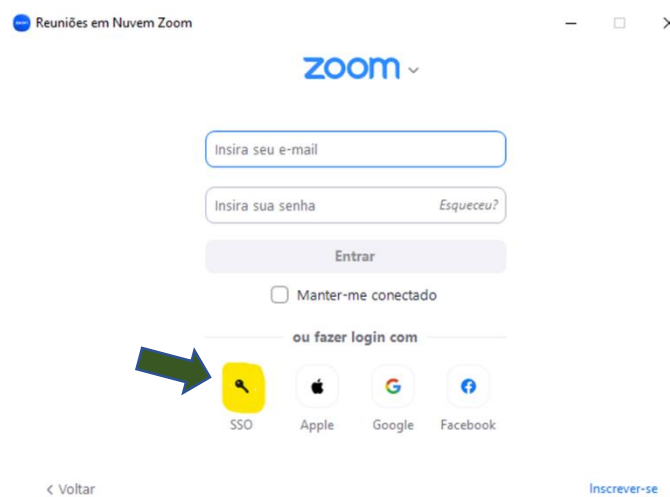 zoom Reuniões em Nuvem Zoom
zoom
Insira seu e-mail
Insira sua senha Esqueceu?
Entrar
Manter-me conectado
ou fazer login com
SSO Apple Google Facebook
< Voltar Inscrever-se